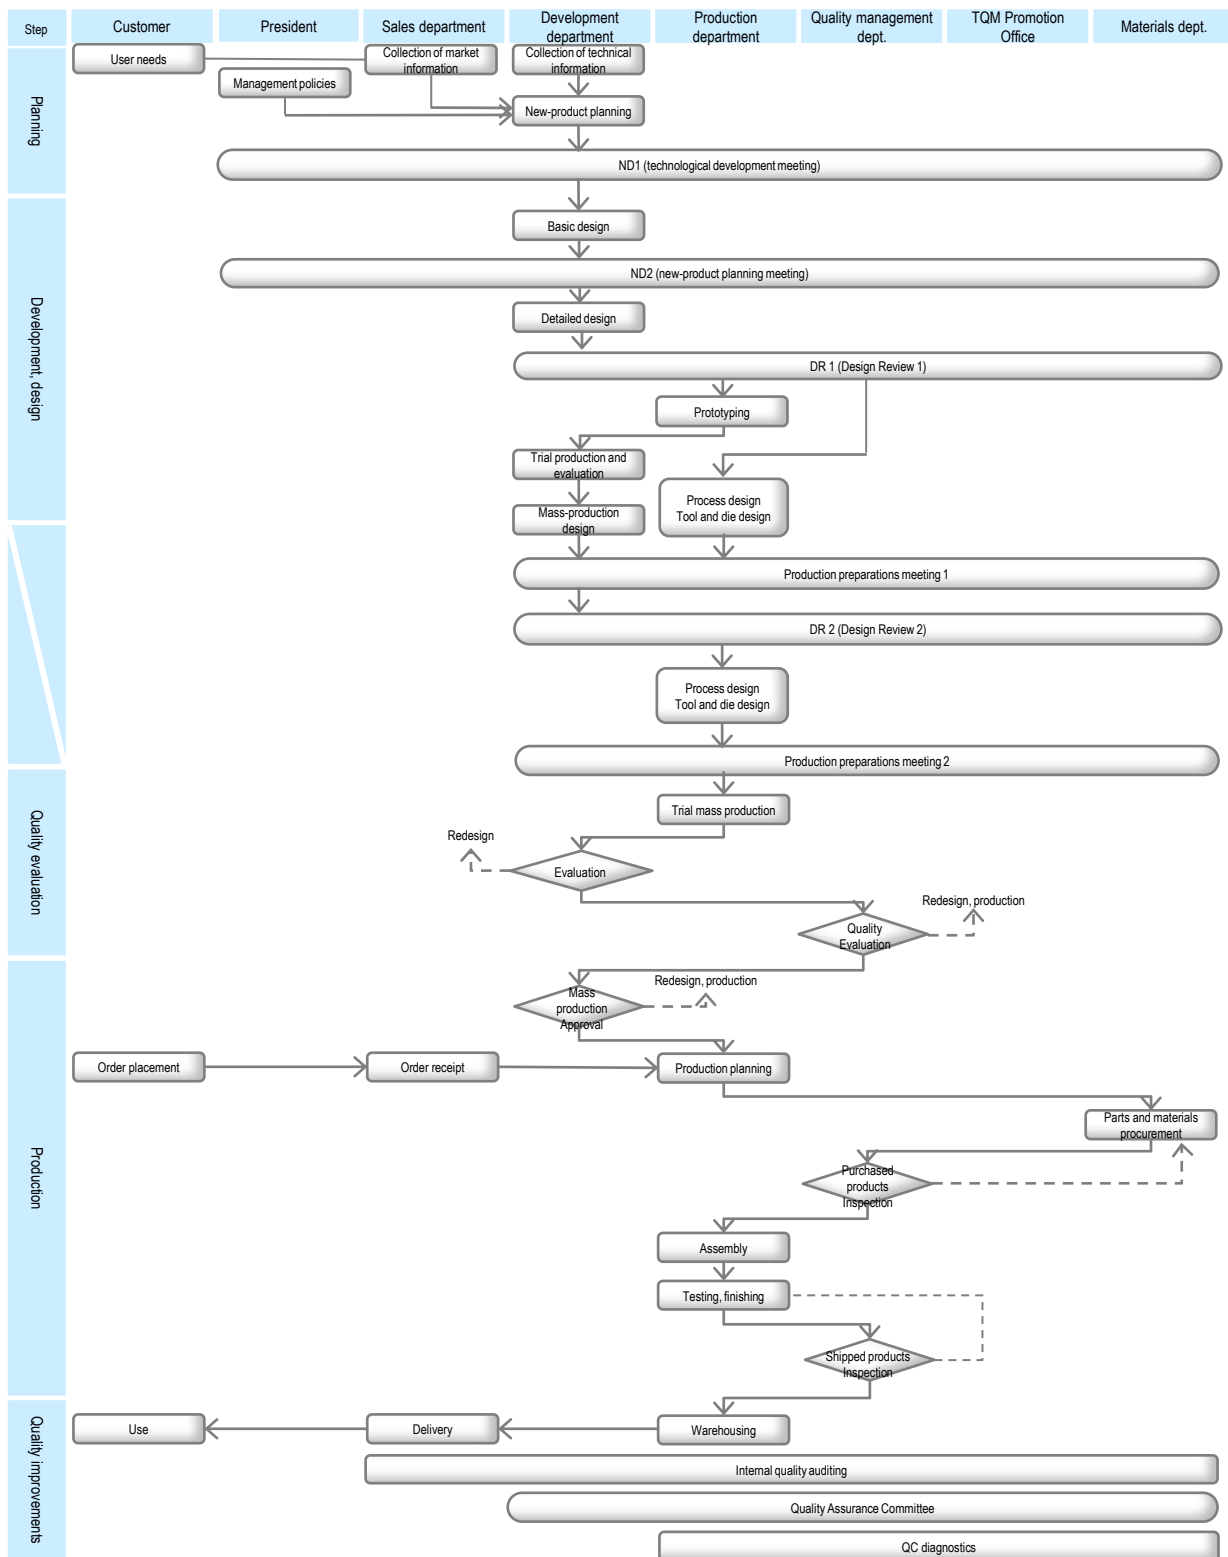 Step
Customer
President
Sales department
Development
department
Production
department
Quality management
dept.
TQM Promotion
Office
Materials dept.
Planning
User needs
Collection of market
information
Collection of technical
information
Management policies
New-product planning
ND1 (technological development meeting)
Development, design
Basic design
ND2 (new-product planning meeting)
Detailed design
DR 1 (Design Review 1)
Prototyping
Trial production and
evaluation
Process design
Tool and die design
Mass-production
design
Production preparations meeting 1
DR 2 (Design Review 2)
Process design
Tool and die design
Production preparations meeting 2
Quality evaluation
Trial mass production
Redesign
Evaluation
Redesign, production
Quality
Evaluation
Production
Redesign, production
Mass
production
Approval
Order placement
Order receipt
Production planning
Parts and materials
procurement
Purchased
products
Inspection
Assembly
Testing, finishing
Shipped products
Inspection
Quality improvements
Use
Delivery
Warehousing
Internal quality auditing
Quality Assurance Committee
QC diagnostics